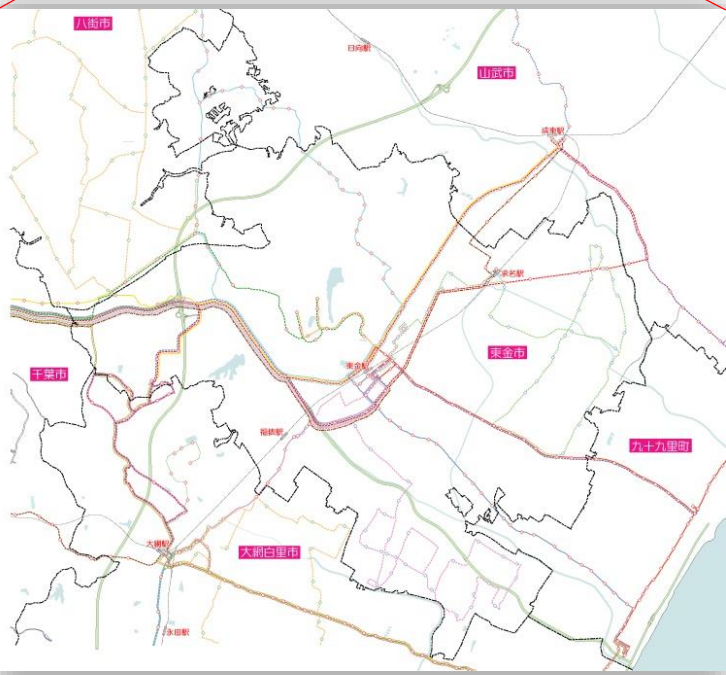 八街市
日向駅
山武市
成東駅
求名駅
東金市
東金駅
千葉市
福俵駅
九十九里町
大網駅
大網白里市
永田駅